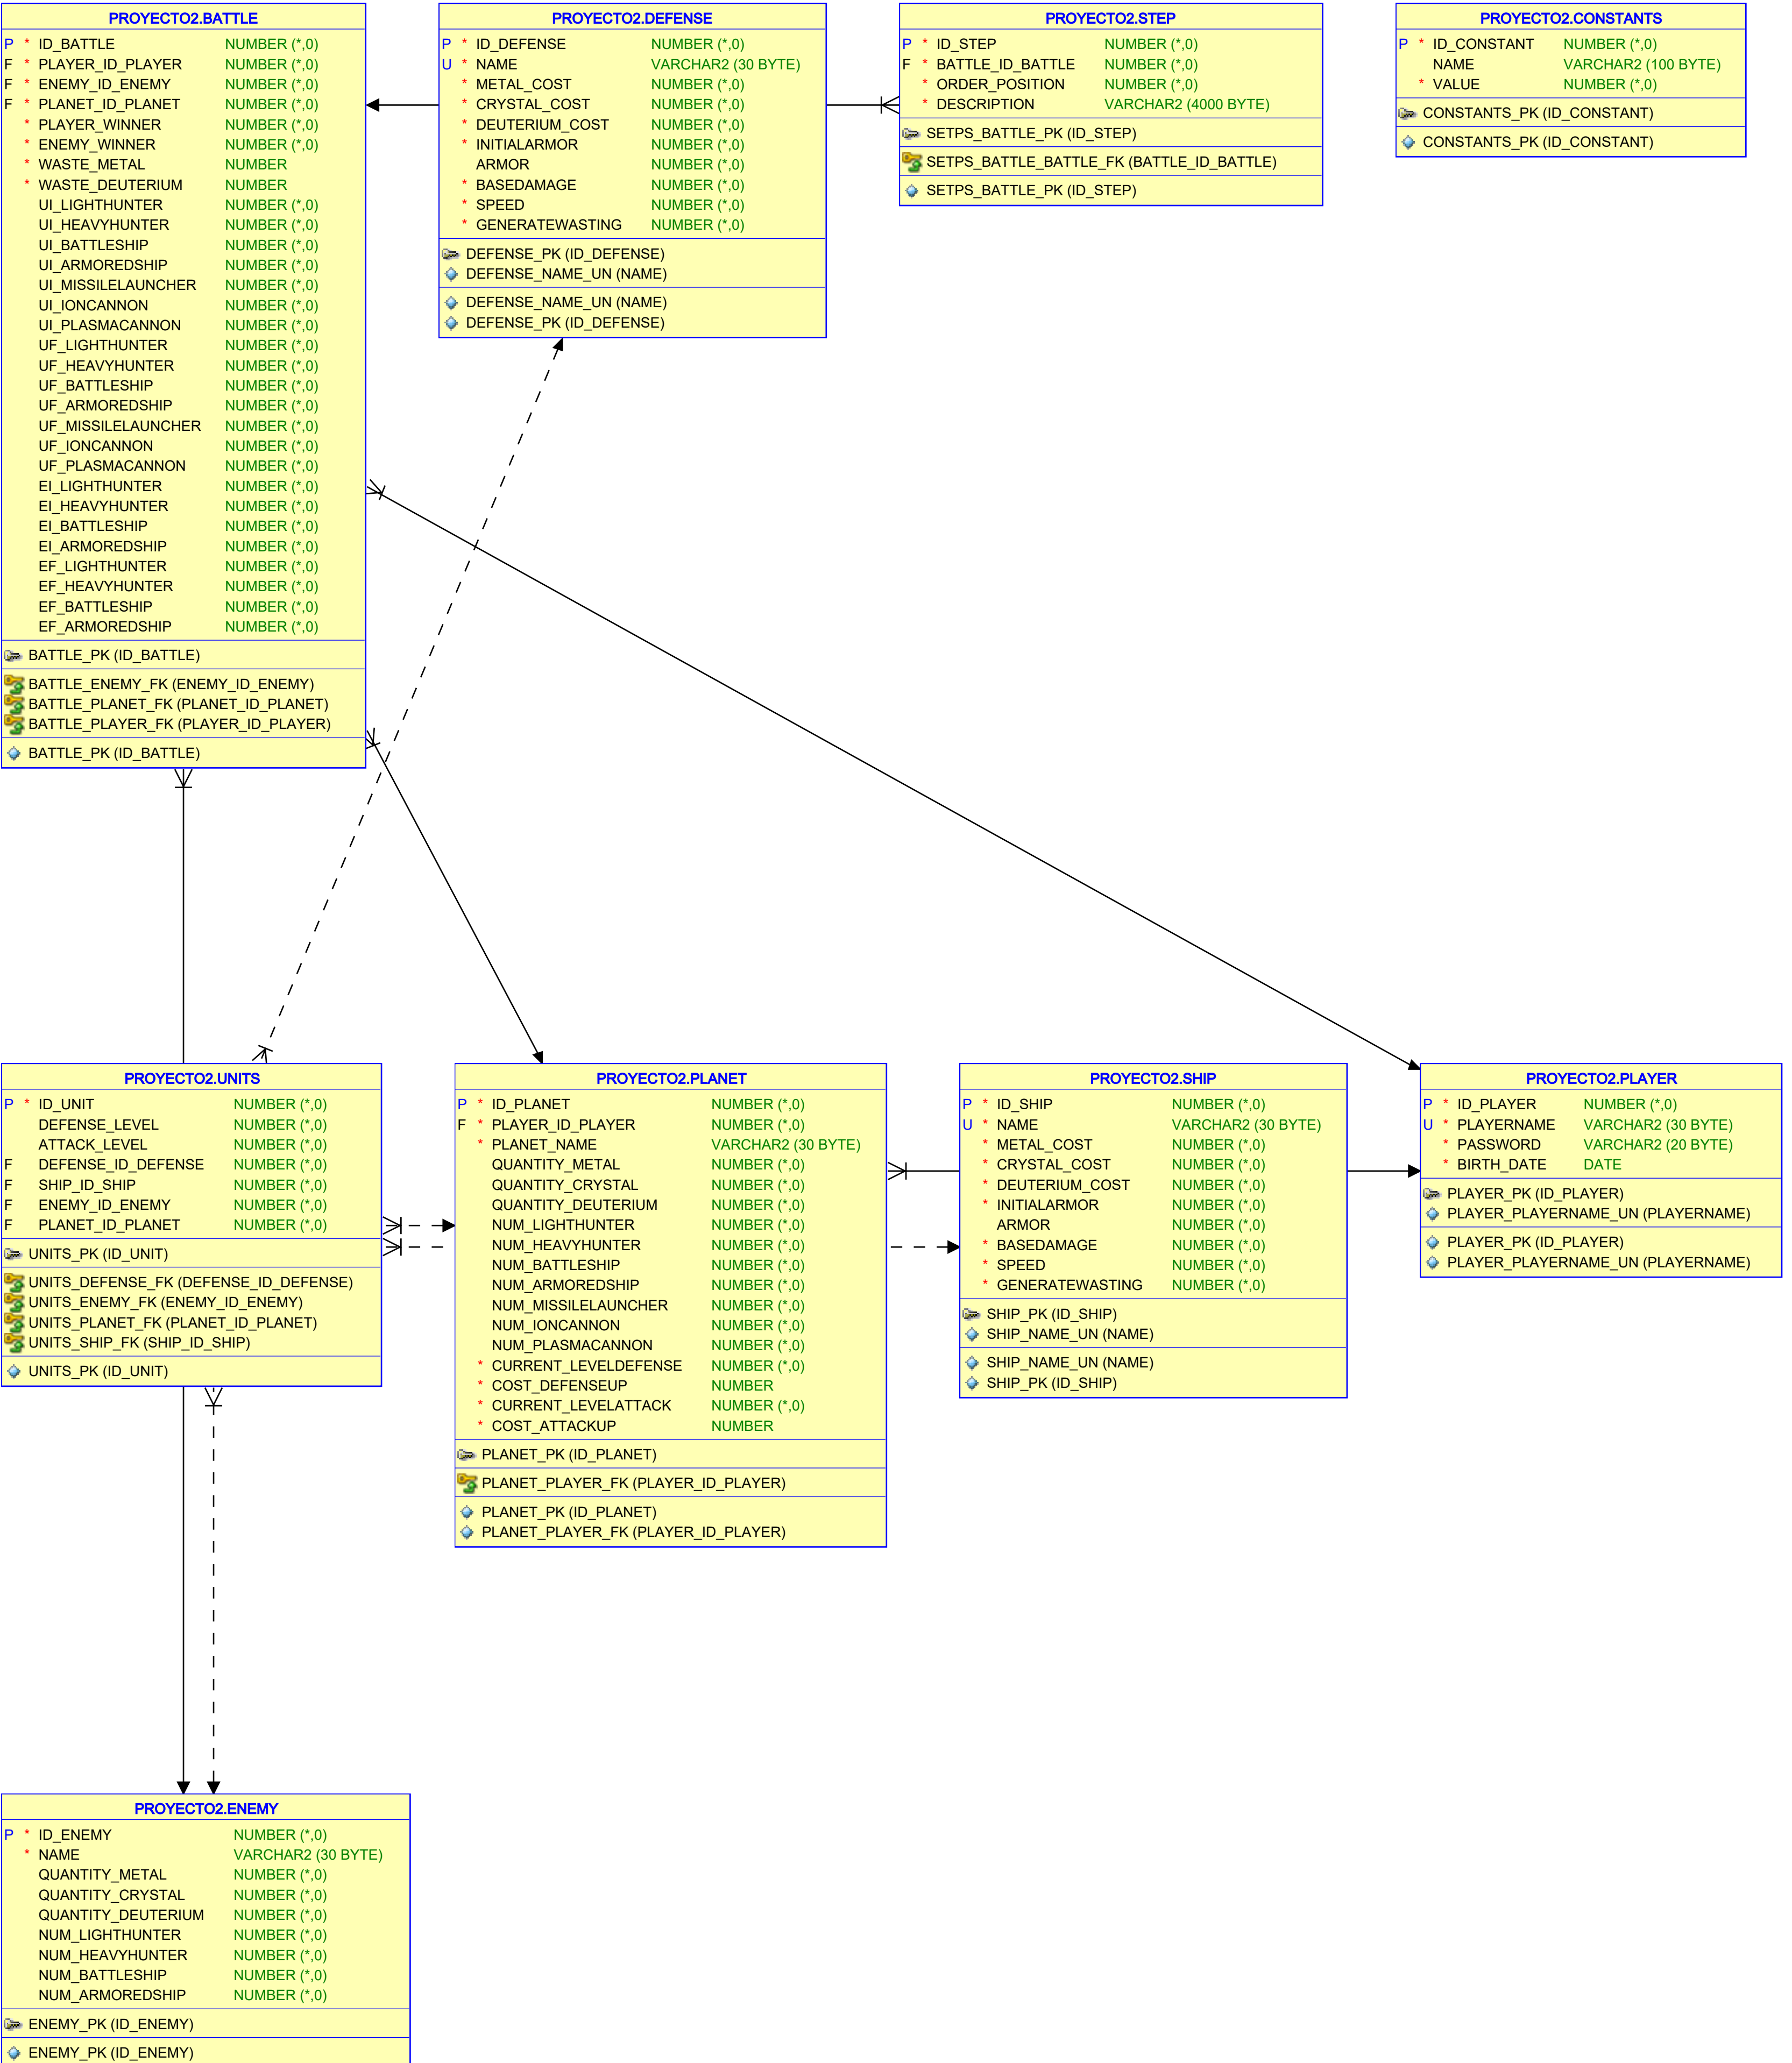 PROYECTO2.BATTLE
P * ID_BATTLE NUMBER (*,0)
F * PLAYER_ID_PLAYER NUMBER (*,0)
F * ENEMY_ID_ENEMY NUMBER (*,0)
F * PLANET_ID_PLANET NUMBER (*,0)
* PLAYER_WINNER NUMBER (*,0)
* ENEMY_WINNER NUMBER (*,0)
* WASTE_METAL NUMBER
* WASTE_DEUTERIUM NUMBER
UI_LIGHTHUNTER NUMBER (*,0)
UI_HEAVYHUNTER NUMBER (*,0)
UI_BATTLESHIP NUMBER (*,0)
UI_ARMOREDSHIP NUMBER (*,0)
UI_MISSILELAUNCHER NUMBER (*,0)
UI_IONCANNON NUMBER (*,0)
UI_PLASMACANNON NUMBER (*,0)
UF_LIGHTHUNTER NUMBER (*,0)
UF_HEAVYHUNTER NUMBER (*,0)
UF_BATTLESHIP NUMBER (*,0)
UF_ARMOREDSHIP NUMBER (*,0)
UF_MISSILELAUNCHER NUMBER (*,0)
UF_IONCANNON NUMBER (*,0)
UF_PLASMACANNON NUMBER (*,0)
EI_LIGHTHUNTER NUMBER (*,0)
EI_HEAVYHUNTER NUMBER (*,0)
EI_BATTLESHIP NUMBER (*,0)
EI_ARMOREDSHIP NUMBER (*,0)
EF_LIGHTHUNTER NUMBER (*,0)
EF_HEAVYHUNTER NUMBER (*,0)
EF_BATTLESHIP NUMBER (*,0)
EF_ARMOREDSHIP NUMBER (*,0)
BATTLE_PK (ID_BATTLE)
BATTLE_ENEMY_FK (ENEMY_ID_ENEMY)
BATTLE_PLANET_FK (PLANET_ID_PLANET)
BATTLE_PLAYER_FK (PLAYER_ID_PLAYER)
BATTLE_PK (ID_BATTLE)
PROYECTO2.DEFENSE
P * ID_DEFENSE NUMBER (*,0)
U * NAME VARCHAR2 (30 BYTE)
* METAL_COST NUMBER (*,0)
* CRYSTAL_COST NUMBER (*,0)
* DEUTERIUM_COST NUMBER (*,0)
* INITIALARMOR NUMBER (*,0)
ARMOR NUMBER (*,0)
* BASEDAMAGE NUMBER (*,0)
* SPEED NUMBER (*,0)
* GENERATEWASTING NUMBER (*,0)
DEFENSE_PK (ID_DEFENSE)
DEFENSE_NAME_UN (NAME)
DEFENSE_NAME_UN (NAME)
DEFENSE_PK (ID_DEFENSE)
PROYECTO2.STEP
P * ID_STEP NUMBER (*,0)
F * BATTLE_ID_BATTLE NUMBER (*,0)
* ORDER_POSITION NUMBER (*,0)
* DESCRIPTION VARCHAR2 (4000 BYTE)
SETPS_BATTLE_PK (ID_STEP)
SETPS_BATTLE_BATTLE_FK (BATTLE_ID_BATTLE)
SETPS_BATTLE_PK (ID_STEP)
PROYECTO2.CONSTANTS
P * ID_CONSTANT NUMBER (*,0)
NAME VARCHAR2 (100 BYTE)
* VALUE NUMBER (*,0)
CONSTANTS_PK (ID_CONSTANT)
CONSTANTS_PK (ID_CONSTANT)
PROYECTO2.UNITS
P * ID_UNIT NUMBER (*,0)
DEFENSE_LEVEL NUMBER (*,0)
ATTACK_LEVEL NUMBER (*,0)
F DEFENSE_ID_DEFENSE NUMBER (*,0)
F SHIP_ID_SHIP NUMBER (*,0)
F ENEMY_ID_ENEMY NUMBER (*,0)
F PLANET_ID_PLANET NUMBER (*,0)
UNITS_PK (ID_UNIT)
UNITS_DEFENSE_FK (DEFENSE_ID_DEFENSE)
UNITS_ENEMY_FK (ENEMY_ID_ENEMY)
UNITS_PLANET_FK (PLANET_ID_PLANET)
UNITS_SHIP_FK (SHIP_ID_SHIP)
UNITS_PK (ID_UNIT)
PROYECTO2.PLANET
P * ID_PLANET NUMBER (*,0)
F * PLAYER_ID_PLAYER NUMBER (*,0)
* PLANET_NAME VARCHAR2 (30 BYTE)
QUANTITY_METAL NUMBER (*,0)
QUANTITY_CRYSTAL NUMBER (*,0)
QUANTITY_DEUTERIUM NUMBER (*,0)
NUM_LIGHTHUNTER NUMBER (*,0)
NUM_HEAVYHUNTER NUMBER (*,0)
NUM_BATTLESHIP NUMBER (*,0)
NUM_ARMOREDSHIP NUMBER (*,0)
NUM_MISSILELAUNCHER NUMBER (*,0)
NUM_IONCANNON NUMBER (*,0)
NUM_PLASMACANNON NUMBER (*,0)
* CURRENT_LEVELDEFENSE NUMBER (*,0)
* COST_DEFENSEUP NUMBER
* CURRENT_LEVELATTACK NUMBER (*,0)
* COST_ATTACKUP NUMBER
PLANET_PK (ID_PLANET)
PLANET_PLAYER_FK (PLAYER_ID_PLAYER)
PLANET_PK (ID_PLANET)
PLANET_PLAYER_FK (PLAYER_ID_PLAYER)
PROYECTO2.SHIP
P * ID_SHIP NUMBER (*,0)
U * NAME VARCHAR2 (30 BYTE)
* METAL_COST NUMBER (*,0)
* CRYSTAL_COST NUMBER (*,0)
* DEUTERIUM_COST NUMBER (*,0)
* INITIALARMOR NUMBER (*,0)
ARMOR NUMBER (*,0)
* BASEDAMAGE NUMBER (*,0)
* SPEED NUMBER (*,0)
* GENERATEWASTING NUMBER (*,0)
SHIP_PK (ID_SHIP)
SHIP_NAME_UN (NAME)
SHIP_NAME_UN (NAME)
SHIP_PK (ID_SHIP)
PROYECTO2.PLAYER
P * ID_PLAYER NUMBER (*,0)
U * PLAYERNAME VARCHAR2 (30 BYTE)
* PASSWORD VARCHAR2 (20 BYTE)
* BIRTH_DATE DATE
PLAYER_PK (ID_PLAYER)
PLAYER_PLAYERNAME_UN (PLAYERNAME)
PLAYER_PK (ID_PLAYER)
PLAYER_PLAYERNAME_UN (PLAYERNAME)
PROYECTO2.ENEMY
P * ID_ENEMY NUMBER (*,0)
* NAME VARCHAR2 (30 BYTE)
QUANTITY_METAL NUMBER (*,0)
QUANTITY_CRYSTAL NUMBER (*,0)
QUANTITY_DEUTERIUM NUMBER (*,0)
NUM_LIGHTHUNTER NUMBER (*,0)
NUM_HEAVYHUNTER NUMBER (*,0)
NUM_BATTLESHIP NUMBER (*,0)
NUM_ARMOREDSHIP NUMBER (*,0)
ENEMY_PK (ID_ENEMY)
ENEMY_PK (ID_ENEMY)